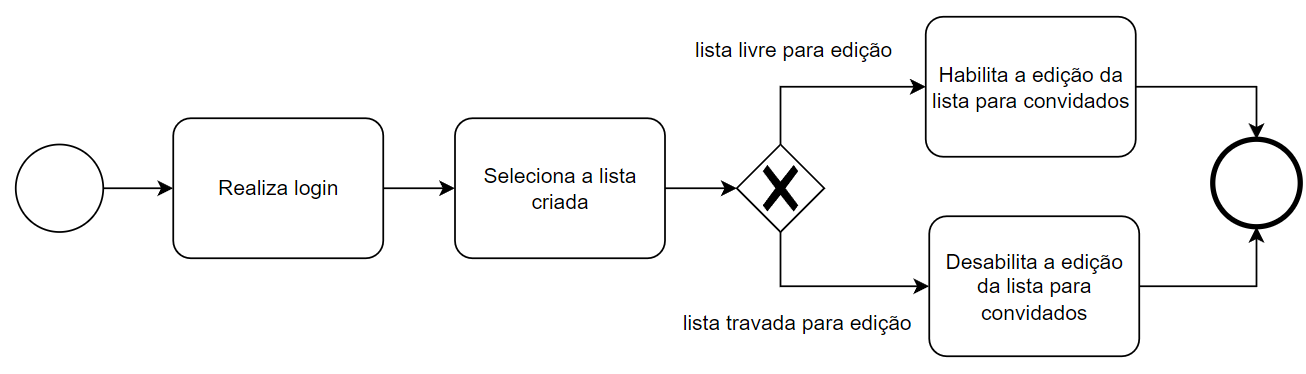 Realiza login
Seleciona a lista
criada
lista livre para edição
Habilita a edição da
lista para convidados
lista travada para edição
Desabilita a edição
da lista para
convidados